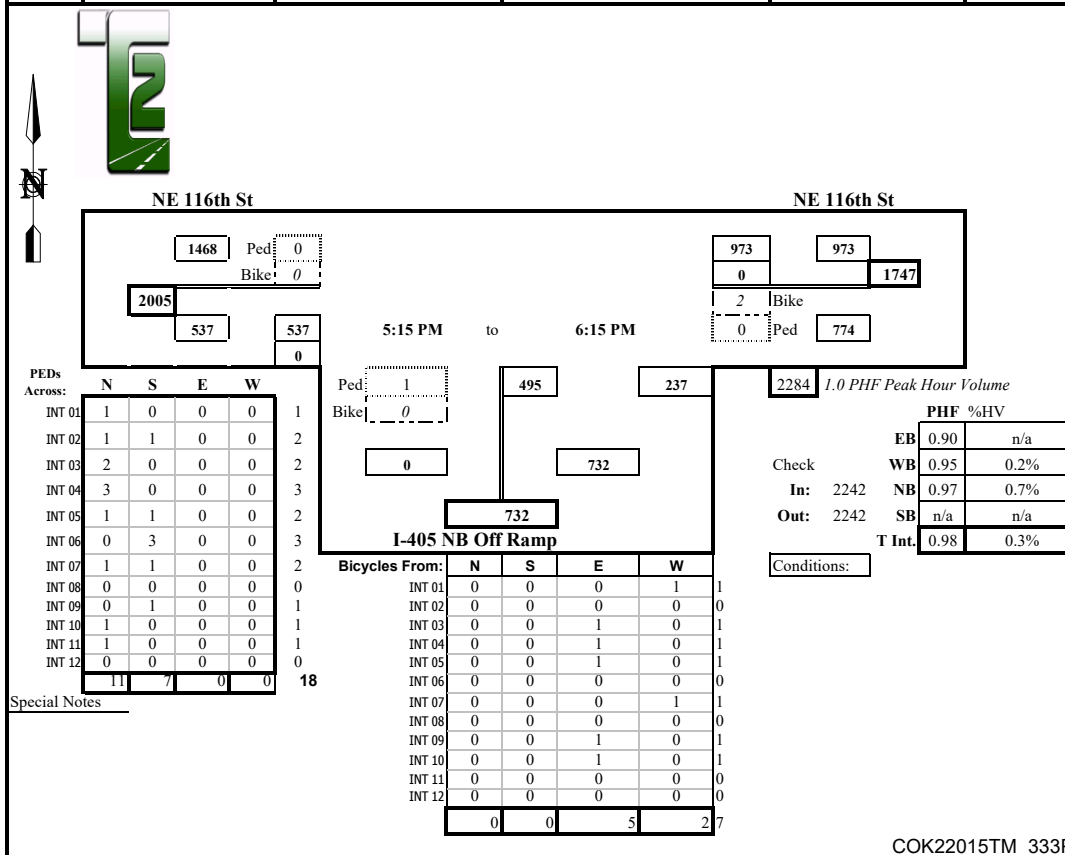 T2
N
NE 116th St NE 116th St
1468 Ped 0 973 973
Bike 0 0 1747
2005 2 Bike
537 537 5:15 PM to 6:15 PM 0 Ped 774
0
PEDs Across: N S E W Ped 1 495 237 2284 1.0 PHF Peak Hour Volume
INT 01 1 0 0 0 1 Bike 0 PHF %HV
INT 02 1 1 0 0 2 EB 0.90 n/a
INT 03 2 0 0 0 2 0 732 Check WB 0.95 0.2%
INT 04 3 0 0 0 3 In: 2242 NB 0.97 0.7%
INT 05 1 1 0 0 2 732 Out: 2242 SB n/a n/a
INT 06 0 3 0 0 3 I-405 NB Off Ramp T Int. 0.98 0.3%
INT 07 1 1 0 0 2 Bicycles From: N S E W Conditions:
INT 08 0 0 0 0 0 INT 01 0 0 0 1 1
INT 09 0 1 0 0 1 INT 02 0 0 0 0 0
INT 10 1 0 0 0 1 INT 03 0 0 1 0 1
INT 11 1 0 0 0 1 INT 04 0 0 1 0 1
INT 12 0 0 0 0 0 INT 05 0 0 1 0 1
11 7 0 0 18 INT 06 0 0 0 0 0
Special Notes INT 07 0 0 0 1 1
INT 08 0 0 0 0 0
INT 09 0 0 1 0 1
INT 10 0 0 1 0 1
INT 11 0 0 0 0 0
INT 12 0 0 0 0 0
0 0 5 2 7
COK22015TM_333